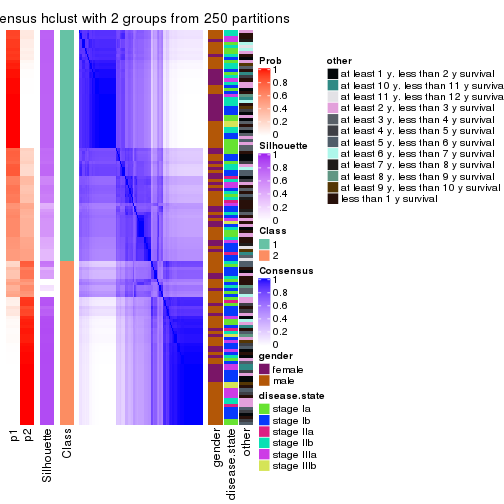 ensus hclust with 2 groups from 250 partitions
Prob
1
0.8
0.6
0.4
0.2
0
Silhouette
1
0.8
0.6
0.4
0.2
0
Class
1
2
Consensus
1
0.8
0.6
0.4
0.2
0
gender
female
male
disease.state
stage Ia
stage Ib
stage IIa
stage IIb
stage IIIa
stage IIIb
other
at least 1 y. less than 2 y survival
at least 10 y. less than 11 y surviva
at least 11 y. less than 12 y surviva
at least 2 y. less than 3 y survival
at least 3 y. less than 4 y survival
at least 4 y. less than 5 y survival
at least 5 y. less than 6 y survival
at least 6 y. less than 7 y survival
at least 7 y. less than 8 y survival
at least 8 y. less than 9 y survival
at least 9 y. less than 10 y survival
less than 1 y survival
p1
p2
Silhouette
Class
gender
disease.state
other